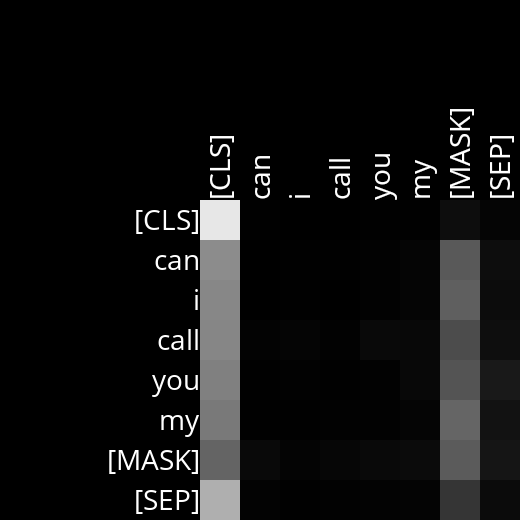 [CLS] can i call you my [MASK] [SEP]
[CLS]
can
i
call
you
my
[MASK]
[SEP]